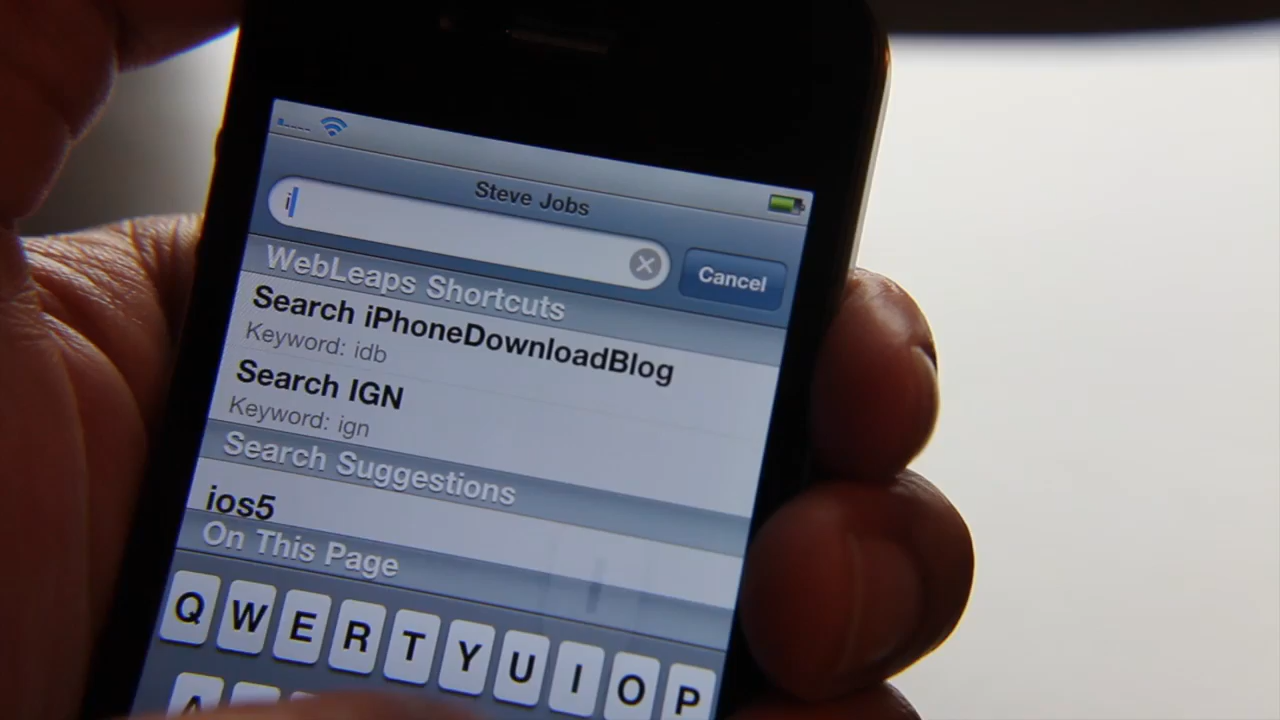 Steve Jobs
i
Cancel
WebLeaps Shortcuts
Search iPhoneDownloadBlog
Keyword: idb
Search IGN
Keyword: ign
Search Suggestions
ios5
On This Page
Q W E R T Y U I O P
A